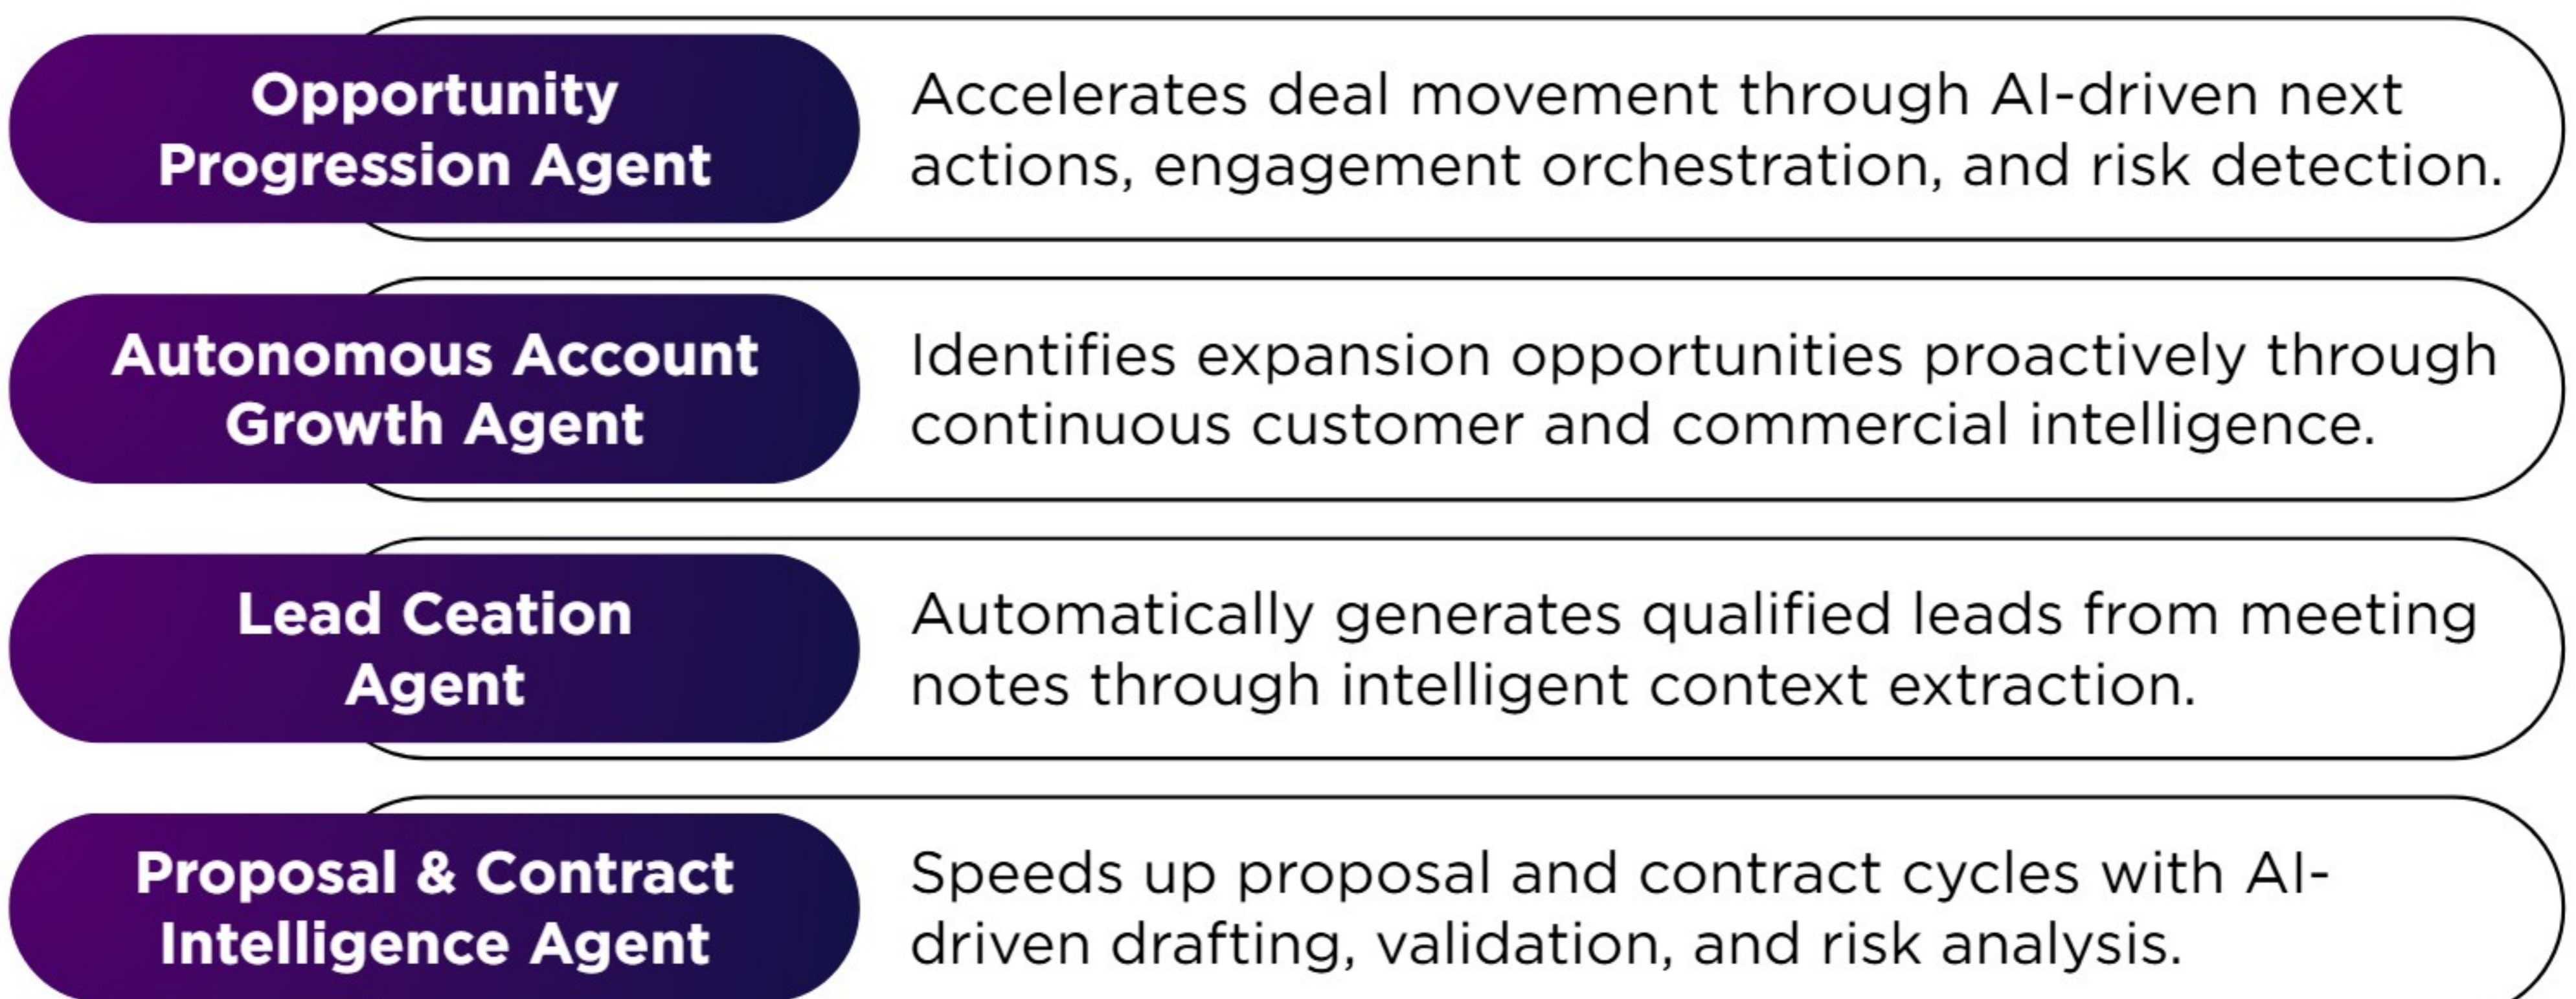 Opportunity
Progression Agent
Accelerates deal movement through AI-driven next
actions, engagement orchestration, and risk detection.
Autonomous Account
Growth Agent
Identifies expansion opportunities proactively through
continuous customer and commercial intelligence.
Lead Ceation
Agent
Automatically generates qualified leads from meeting
notes through intelligent context extraction.
Proposal & Contract
Intelligence Agent
Speeds up proposal and contract cycles with AI-
driven drafting, validation, and risk analysis.